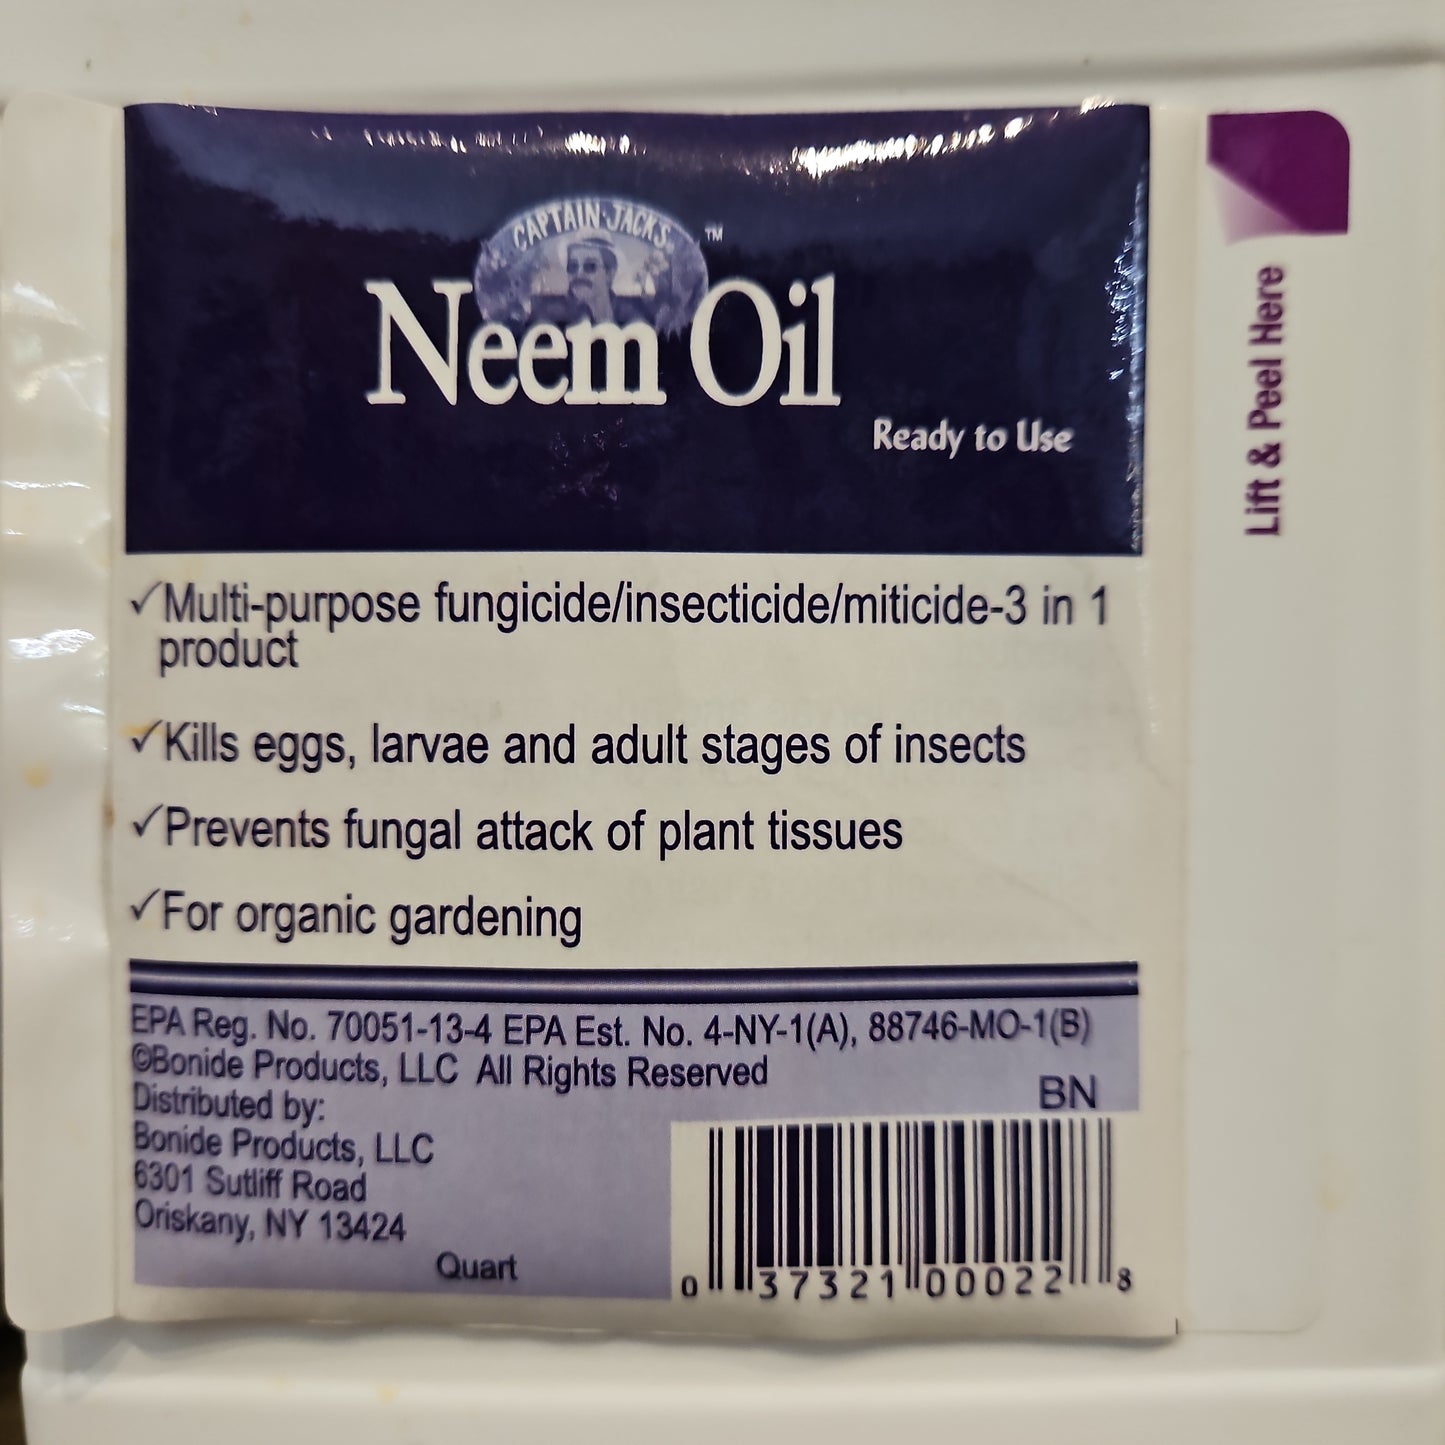 CAPTAIN JACK'S
™
Neem Oil
Ready to Use
Lift & Peel Here
✓Multi-purpose fungicide/insecticide/miticide-3 in 1
product
✓Kills eggs, larvae and adult stages of insects
✓Prevents fungal attack of plant tissues
✓For organic gardening
EPA Reg. No. 70051-13-4 EPA Est. No. 4-NY-1(A), 88746-MO-1(B)
©Bonide Products, LLC All Rights Reserved
BN
Distributed by:
Bonide Products, LLC
6301 Sutliff Road
Oriskany, NY 13424
Quart
0 37321 00022 8